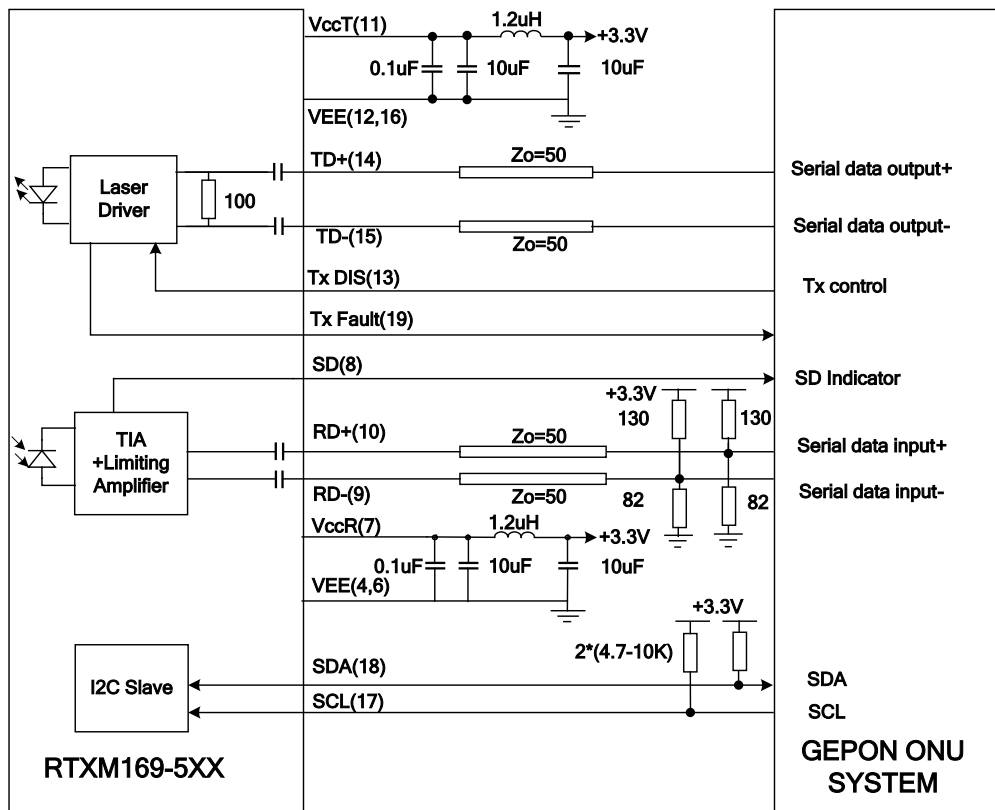 VccT(11)
1.2uH
+3.3V
0.1uF
10uF
10uF
VEE(12,16)
Laser
Driver
100
TD+(14)
Zo=50
Serial data output+
TD-(15)
Zo=50
Serial data output-
Tx DIS(13)
Tx control
Tx Fault(19)
SD(8)
SD Indicator
+3.3V
130
130
TIA
+Limiting
Amplifier
RD+(10)
Zo=50
Serial data input+
RD-(9)
Zo=50
82
82
Serial data input-
VccR(7)
1.2uH
+3.3V
0.1uF
10uF
10uF
VEE(4,6)
+3.3V
2*(4.7-10K)
I2C Slave
SDA(18)
SDA
SCL(17)
SCL
RTXM169-5XX
GEPON ONU
SYSTEM